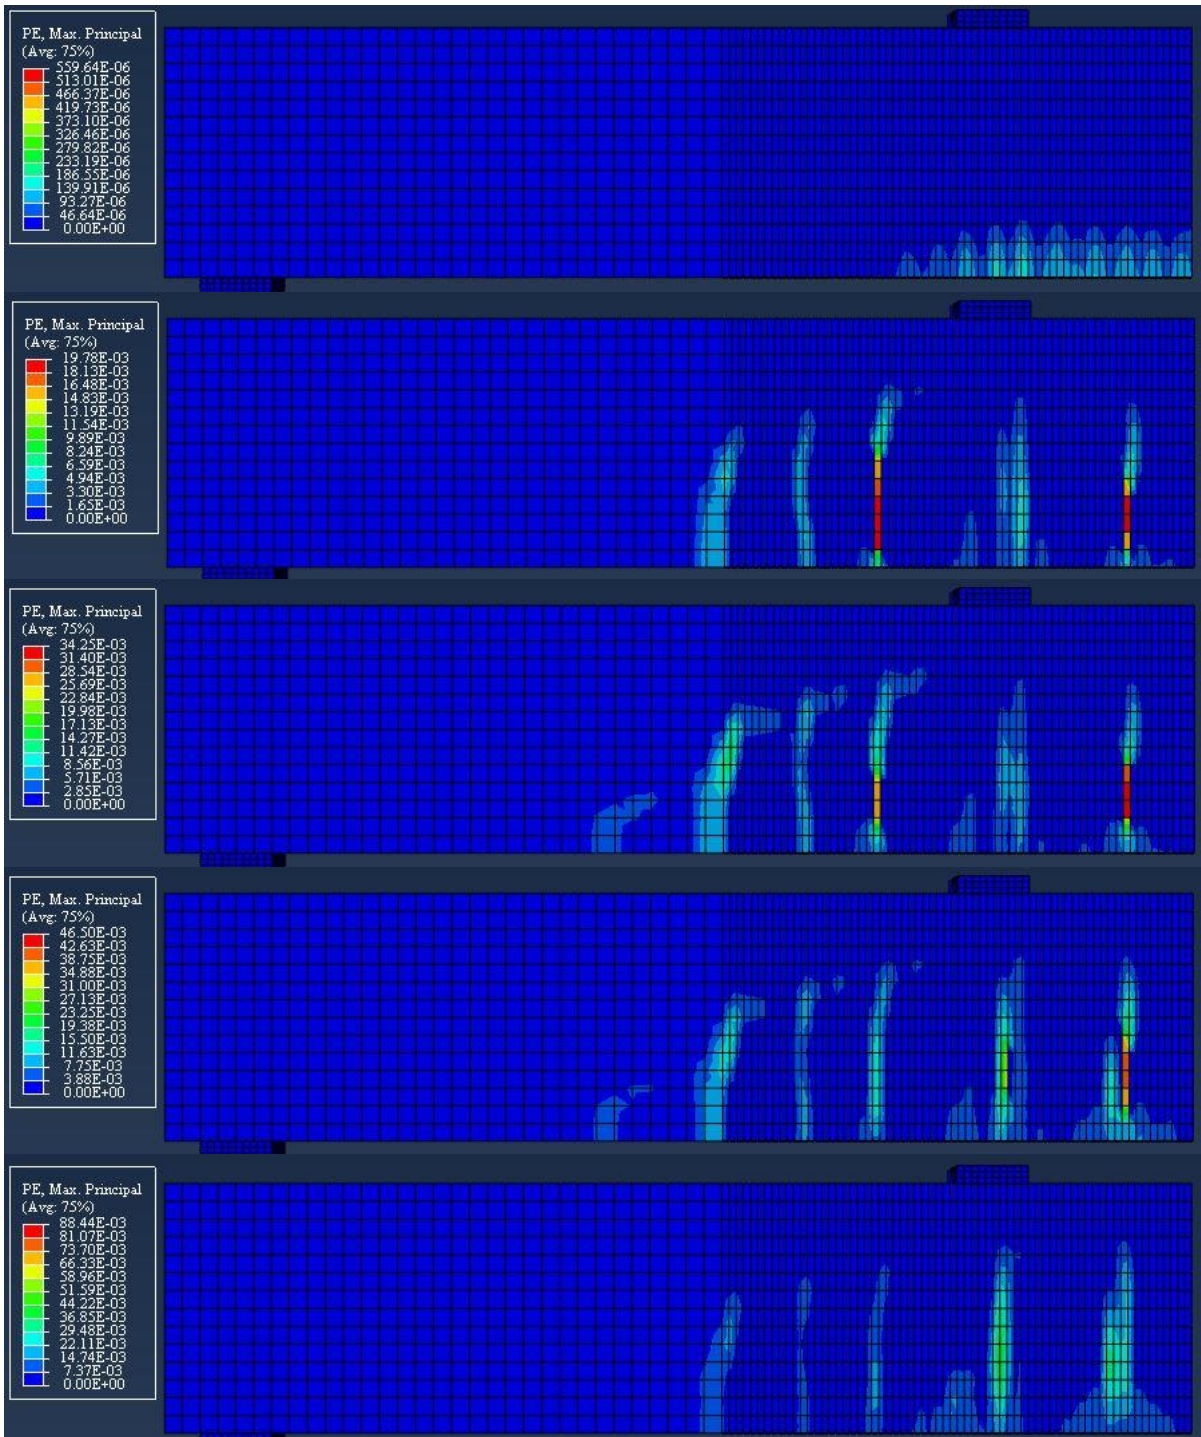 PE, Max. Principal
(Avg: 75%)
559.64E-06
513.01E-06
466.37E-06
419.73E-06
373.10E-06
326.46E-06
279.82E-06
233.19E-06
186.55E-06
139.91E-06
93.27E-06
46.64E-06
0.00E+00
PE, Max. Principal
(Avg: 75%)
19.78E-03
18.13E-03
16.48E-03
14.83E-03
13.19E-03
11.54E-03
9.89E-03
8.24E-03
6.59E-03
4.94E-03
3.30E-03
1.65E-03
0.00E+00
PE, Max. Principal
(Avg: 75%)
34.25E-03
31.40E-03
28.54E-03
25.69E-03
22.84E-03
19.98E-03
17.13E-03
14.27E-03
11.42E-03
8.56E-03
5.71E-03
2.85E-03
0.00E+00
PE, Max. Principal
(Avg: 75%)
46.50E-03
42.63E-03
38.75E-03
34.88E-03
31.00E-03
27.13E-03
23.25E-03
19.38E-03
15.50E-03
11.63E-03
7.75E-03
3.88E-03
0.00E+00
PE, Max. Principal
(Avg: 75%)
88.44E-03
81.07E-03
73.70E-03
66.33E-03
58.96E-03
51.59E-03
44.22E-03
36.85E-03
29.48E-03
22.11E-03
14.74E-03
7.37E-03
0.00E+00